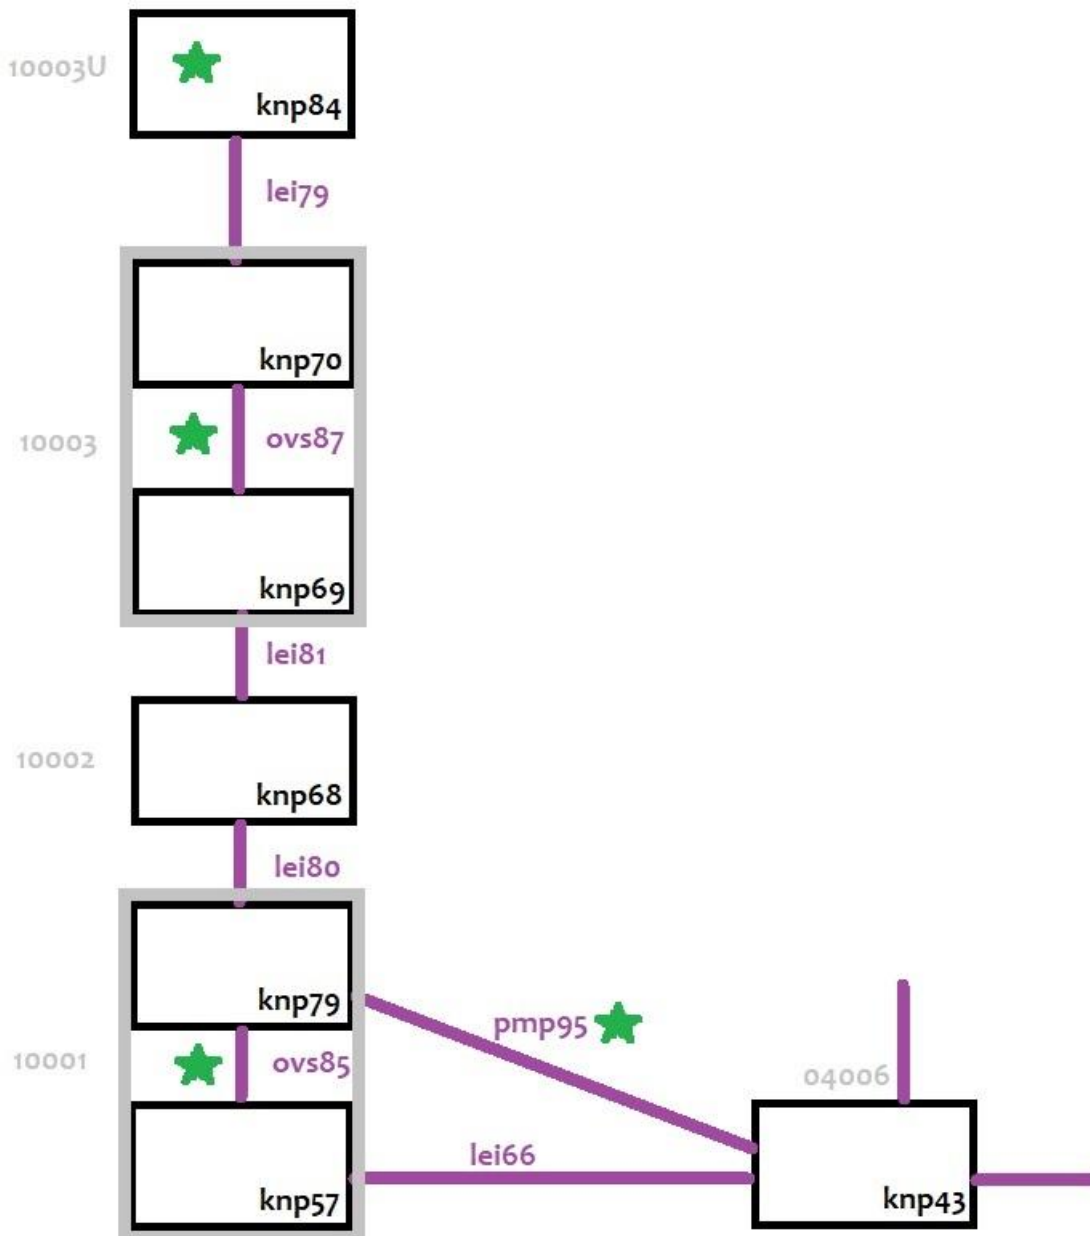 10003U
knp84
lei79
knp70
10003
ovs87
knp69
lei81
10002
knp68
lei80
knp79
pmp95
10001
ovs85
04006
lei66
knp57
knp43